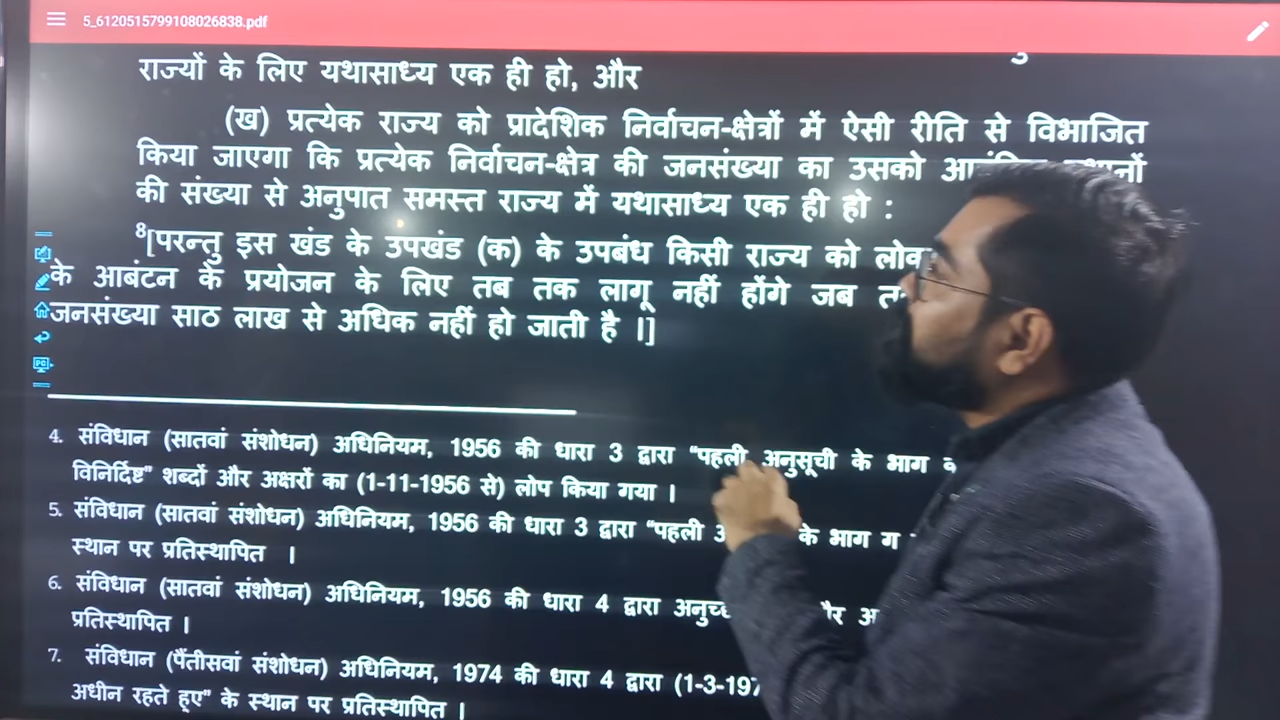 5_6120515799108026838.pdf
राज्यों के लिए यथासाध्य एक ही हो, और
(ख) प्रत्येक राज्य को प्रादेशिक निर्वाचन-क्षेत्रों में ऐसी रीति से विभाजित
किया जाएगा कि प्रत्येक निर्वाचन-क्षेत्र की जनसंख्या का उसको
की संख्या से अनुपात समस्त राज्य में यथासाध्य एक ही हो :
8[परन्तु इस खंड के उपखंड (क) के उपबंध किसी राज्य को
के आबंटन के प्रयोजन के लिए तब तक लागू नहीं होंगे जब
जनसंख्या साठ लाख से अधिक नहीं हो जाती है ।]
4. संविधान (सातवां संशोधन) अधिनियम, 1956 की धारा 3 द्वारा “पहली अनुसूची के भाग
विनिर्दिष्ट” शब्दों और अक्षरों का (1-11-1956 से) लोप किया गया ।
5. संविधान (सातवां संशोधन) अधिनियम, 1956 की धारा 3 द्वारा “पहली के भाग ग
स्थान पर प्रतिस्थापित ।
6. संविधान (सातवां संशोधन) अधिनियम, 1956 की धारा 4 द्वारा
प्रतिस्थापित ।
7. संविधान (पैंतीसवां संशोधन) अधिनियम, 1974 की धारा 4 द्वारा
अधीन रहते हुए” के स्थान पर प्रतिस्थापित ।